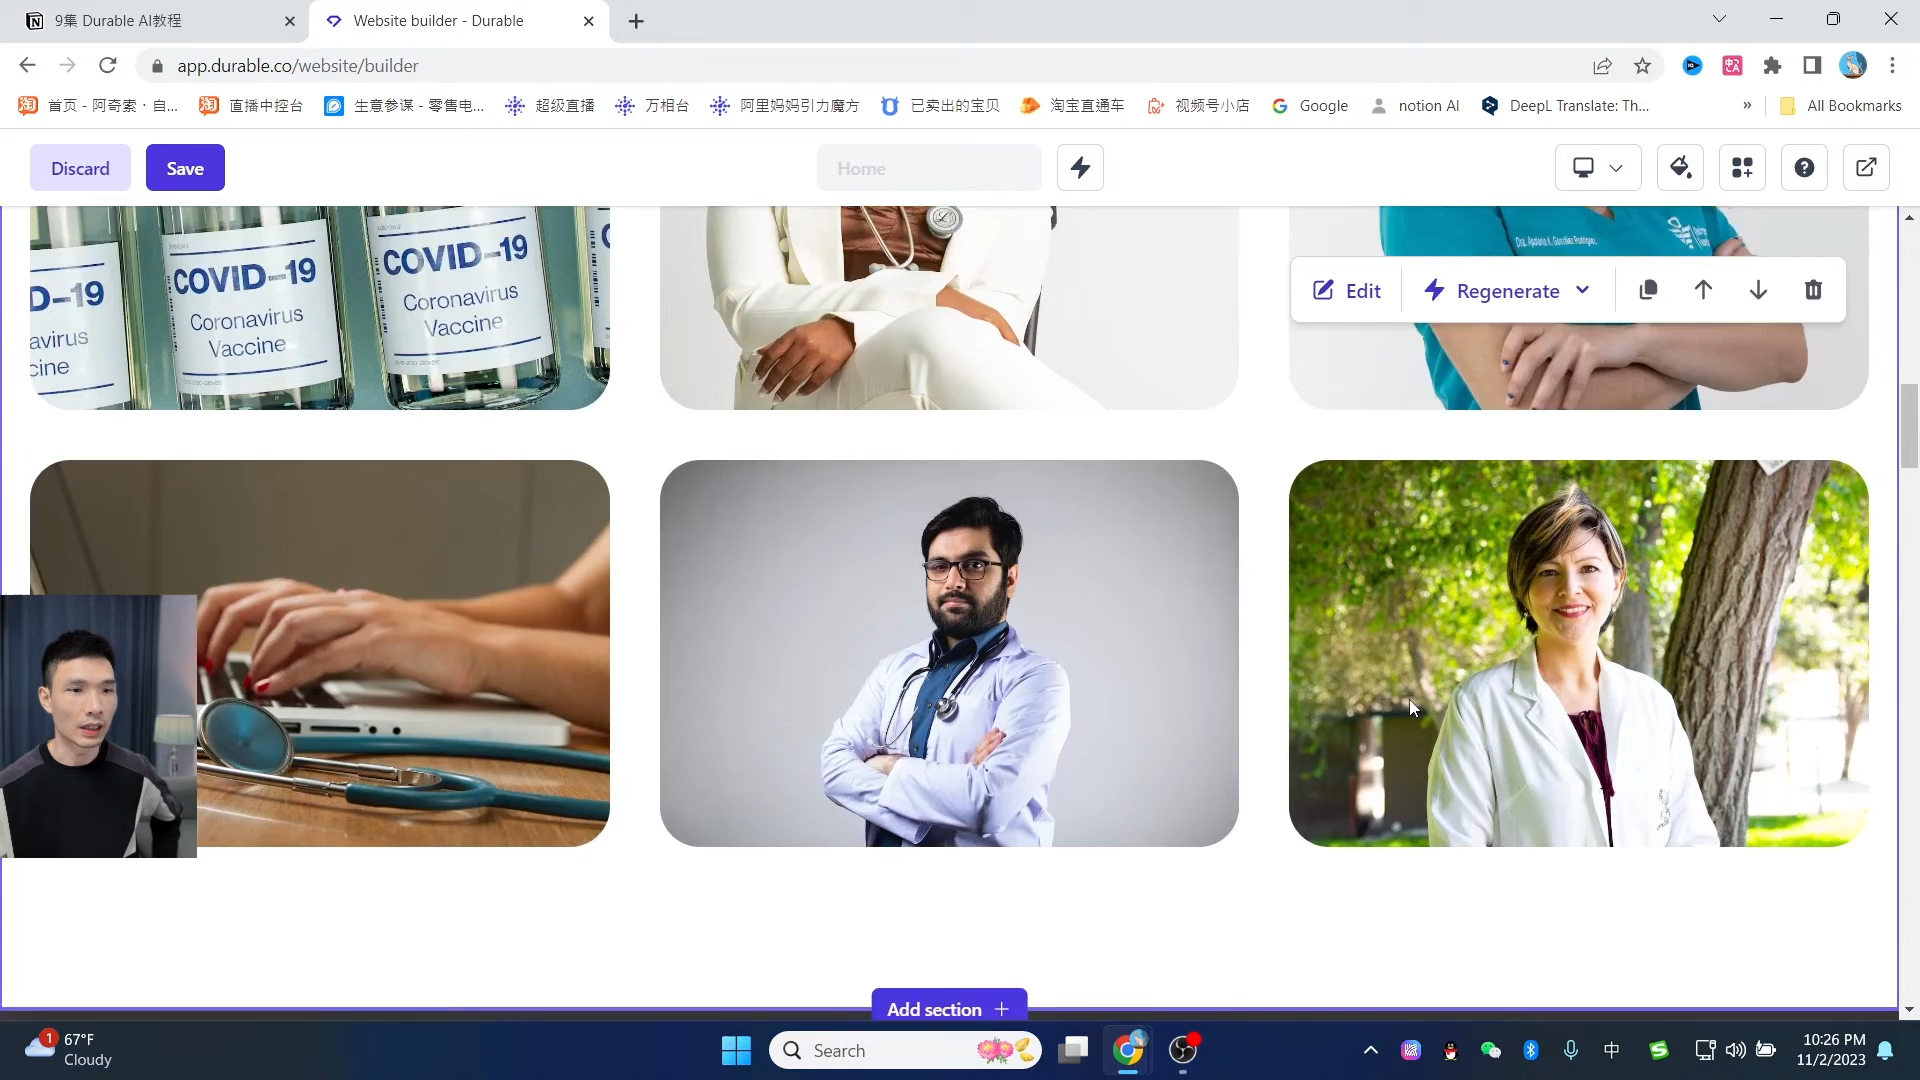 9集 Durable AI教程
Website builder - Durable
app.durable.co/website/builder
首页 - 阿奇索 · 自...
直播中控台
生意参谋 - 零售电...
超级直播
万相台
阿里妈妈引力魔方
已卖出的宝贝
淘宝直通车
视频号小店
Google
notion AI
DeepL Translate: Th...
»
All Bookmarks
Discard
Save
Home
D-19
avirus
cine
COVID-19
Coronavirus
Vaccine
COVID-19
Coronavirus
Vaccine
Edit
Regenerate
Add section +
1
67°F
Cloudy
Search
中
10:26 PM
11/2/2023